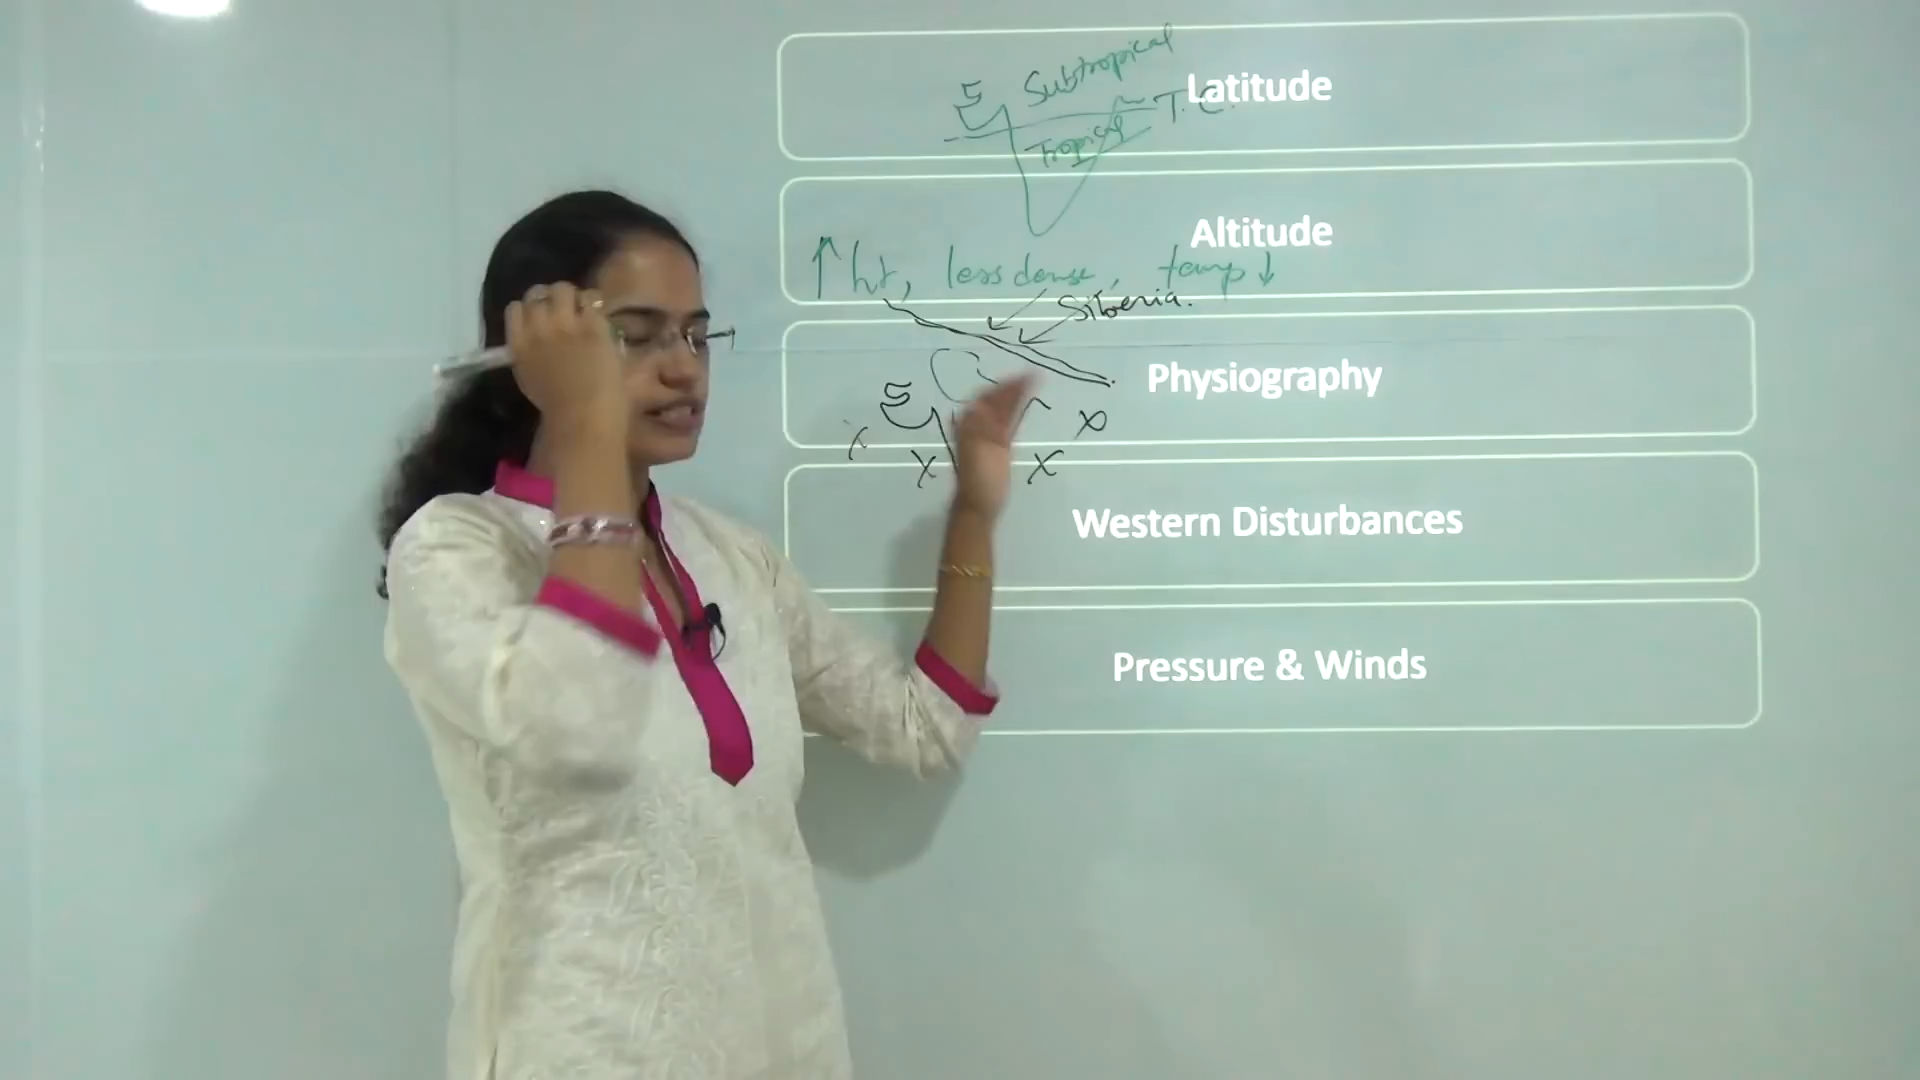 Subtropical
Latitude
T.C.
Tropical
Altitude
↑ ht, less dense, temp ↓
Siberia.
Physiography
x x x x
Western Disturbances
Pressure & Winds